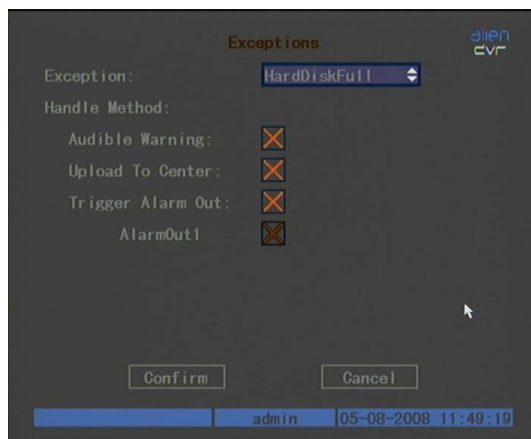 alien
dvr
Exceptions
Exception: HardDiskFull
Handle Method:
Audible Warning:
Upload To Center:
Trigger Alarm Out:
AlarmOut1
Confirm Cancel
admin 05-08-2008 11:49:19